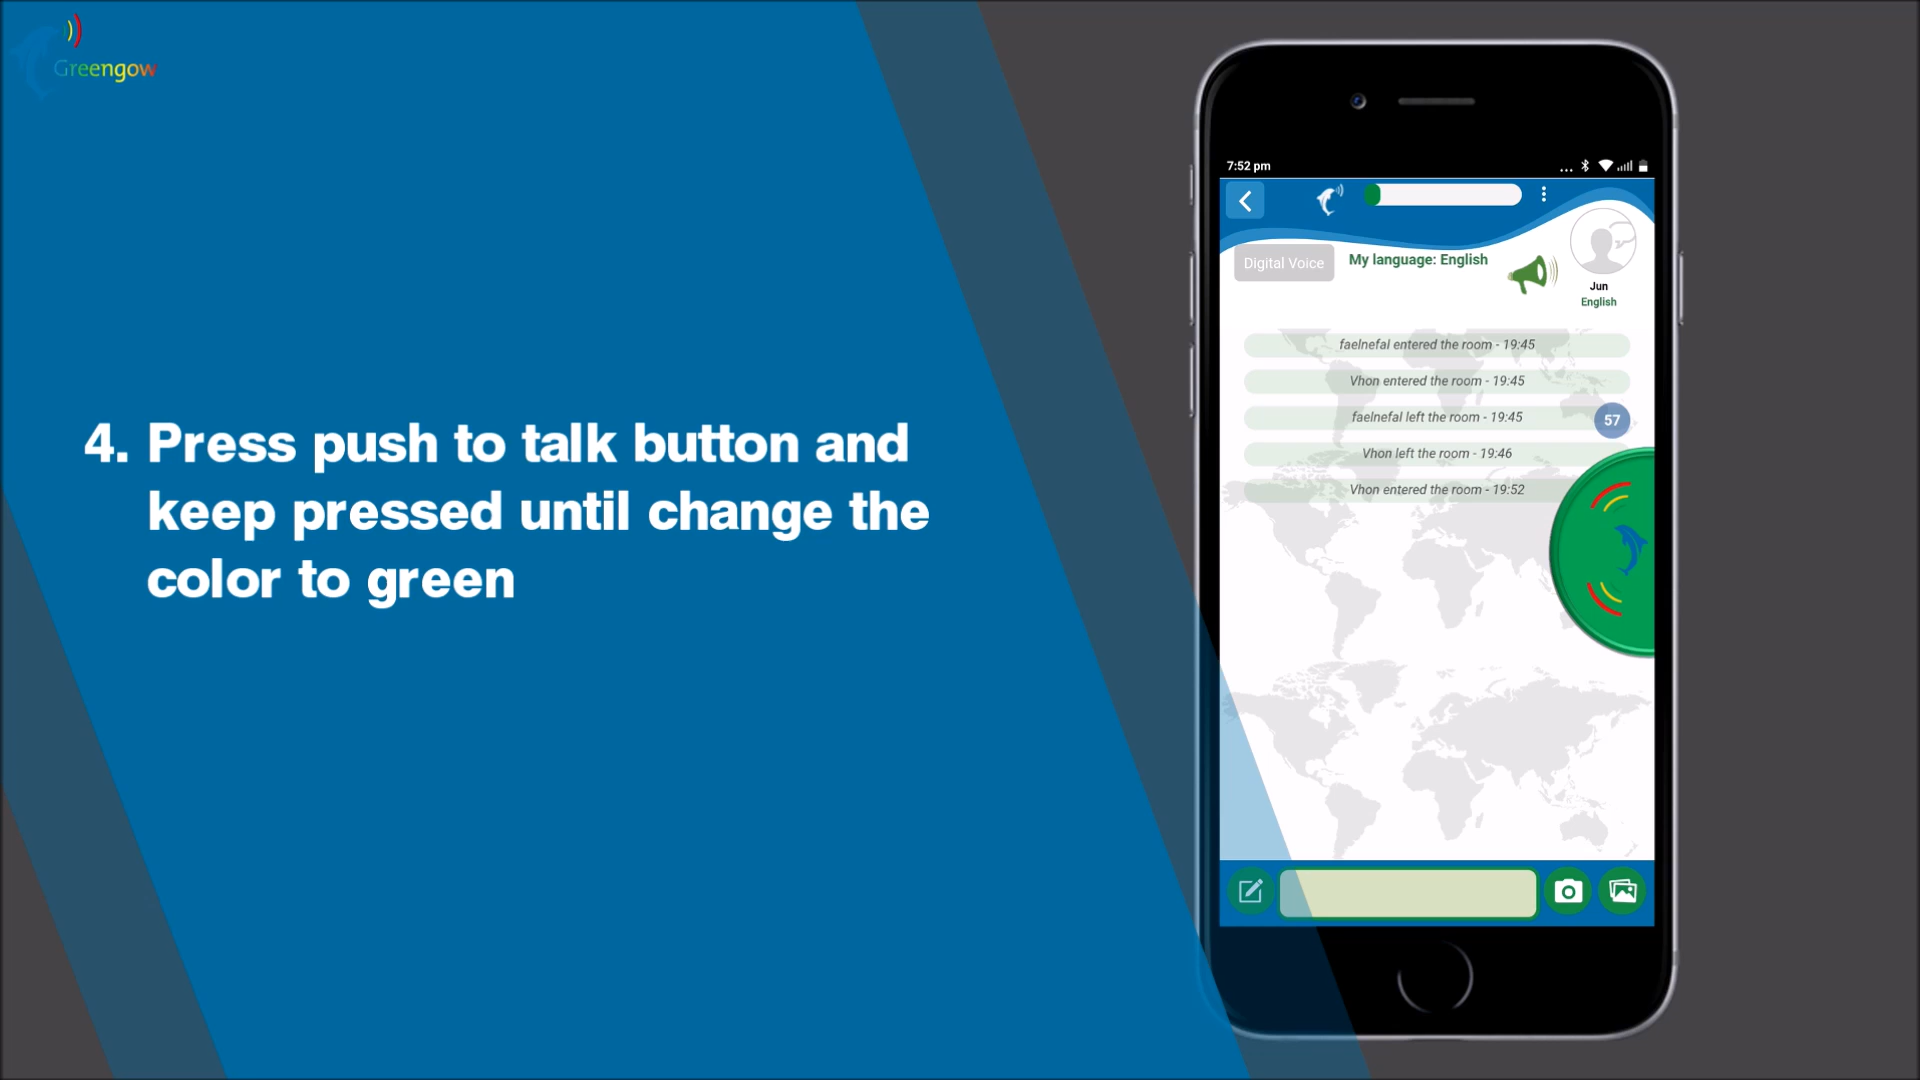 Greengow
4. Press push to talk button and
keep pressed until change the
color to green
7:52 pm
Digital Voice
My language: English
Jun
English
faelnefal entered the room - 19:45
Vhon entered the room - 19:45
faelnefal left the room - 19:45
57
Vhon left the room - 19:46
Vhon entered the room - 19:52